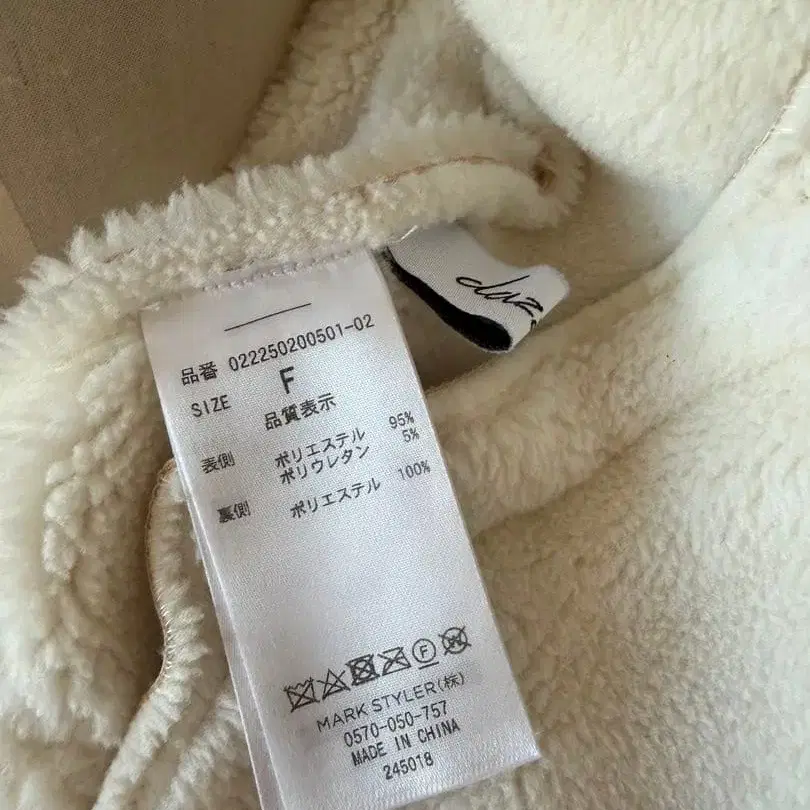 daz
品番 022250200501-02
SIZE F
品質表示
表側 ポリエステル 95%
ポリウレタン 5%
裏側 ポリエステル 100%
F W
MARK STYLER(株)
0570-050-757
MADE IN CHINA
245018